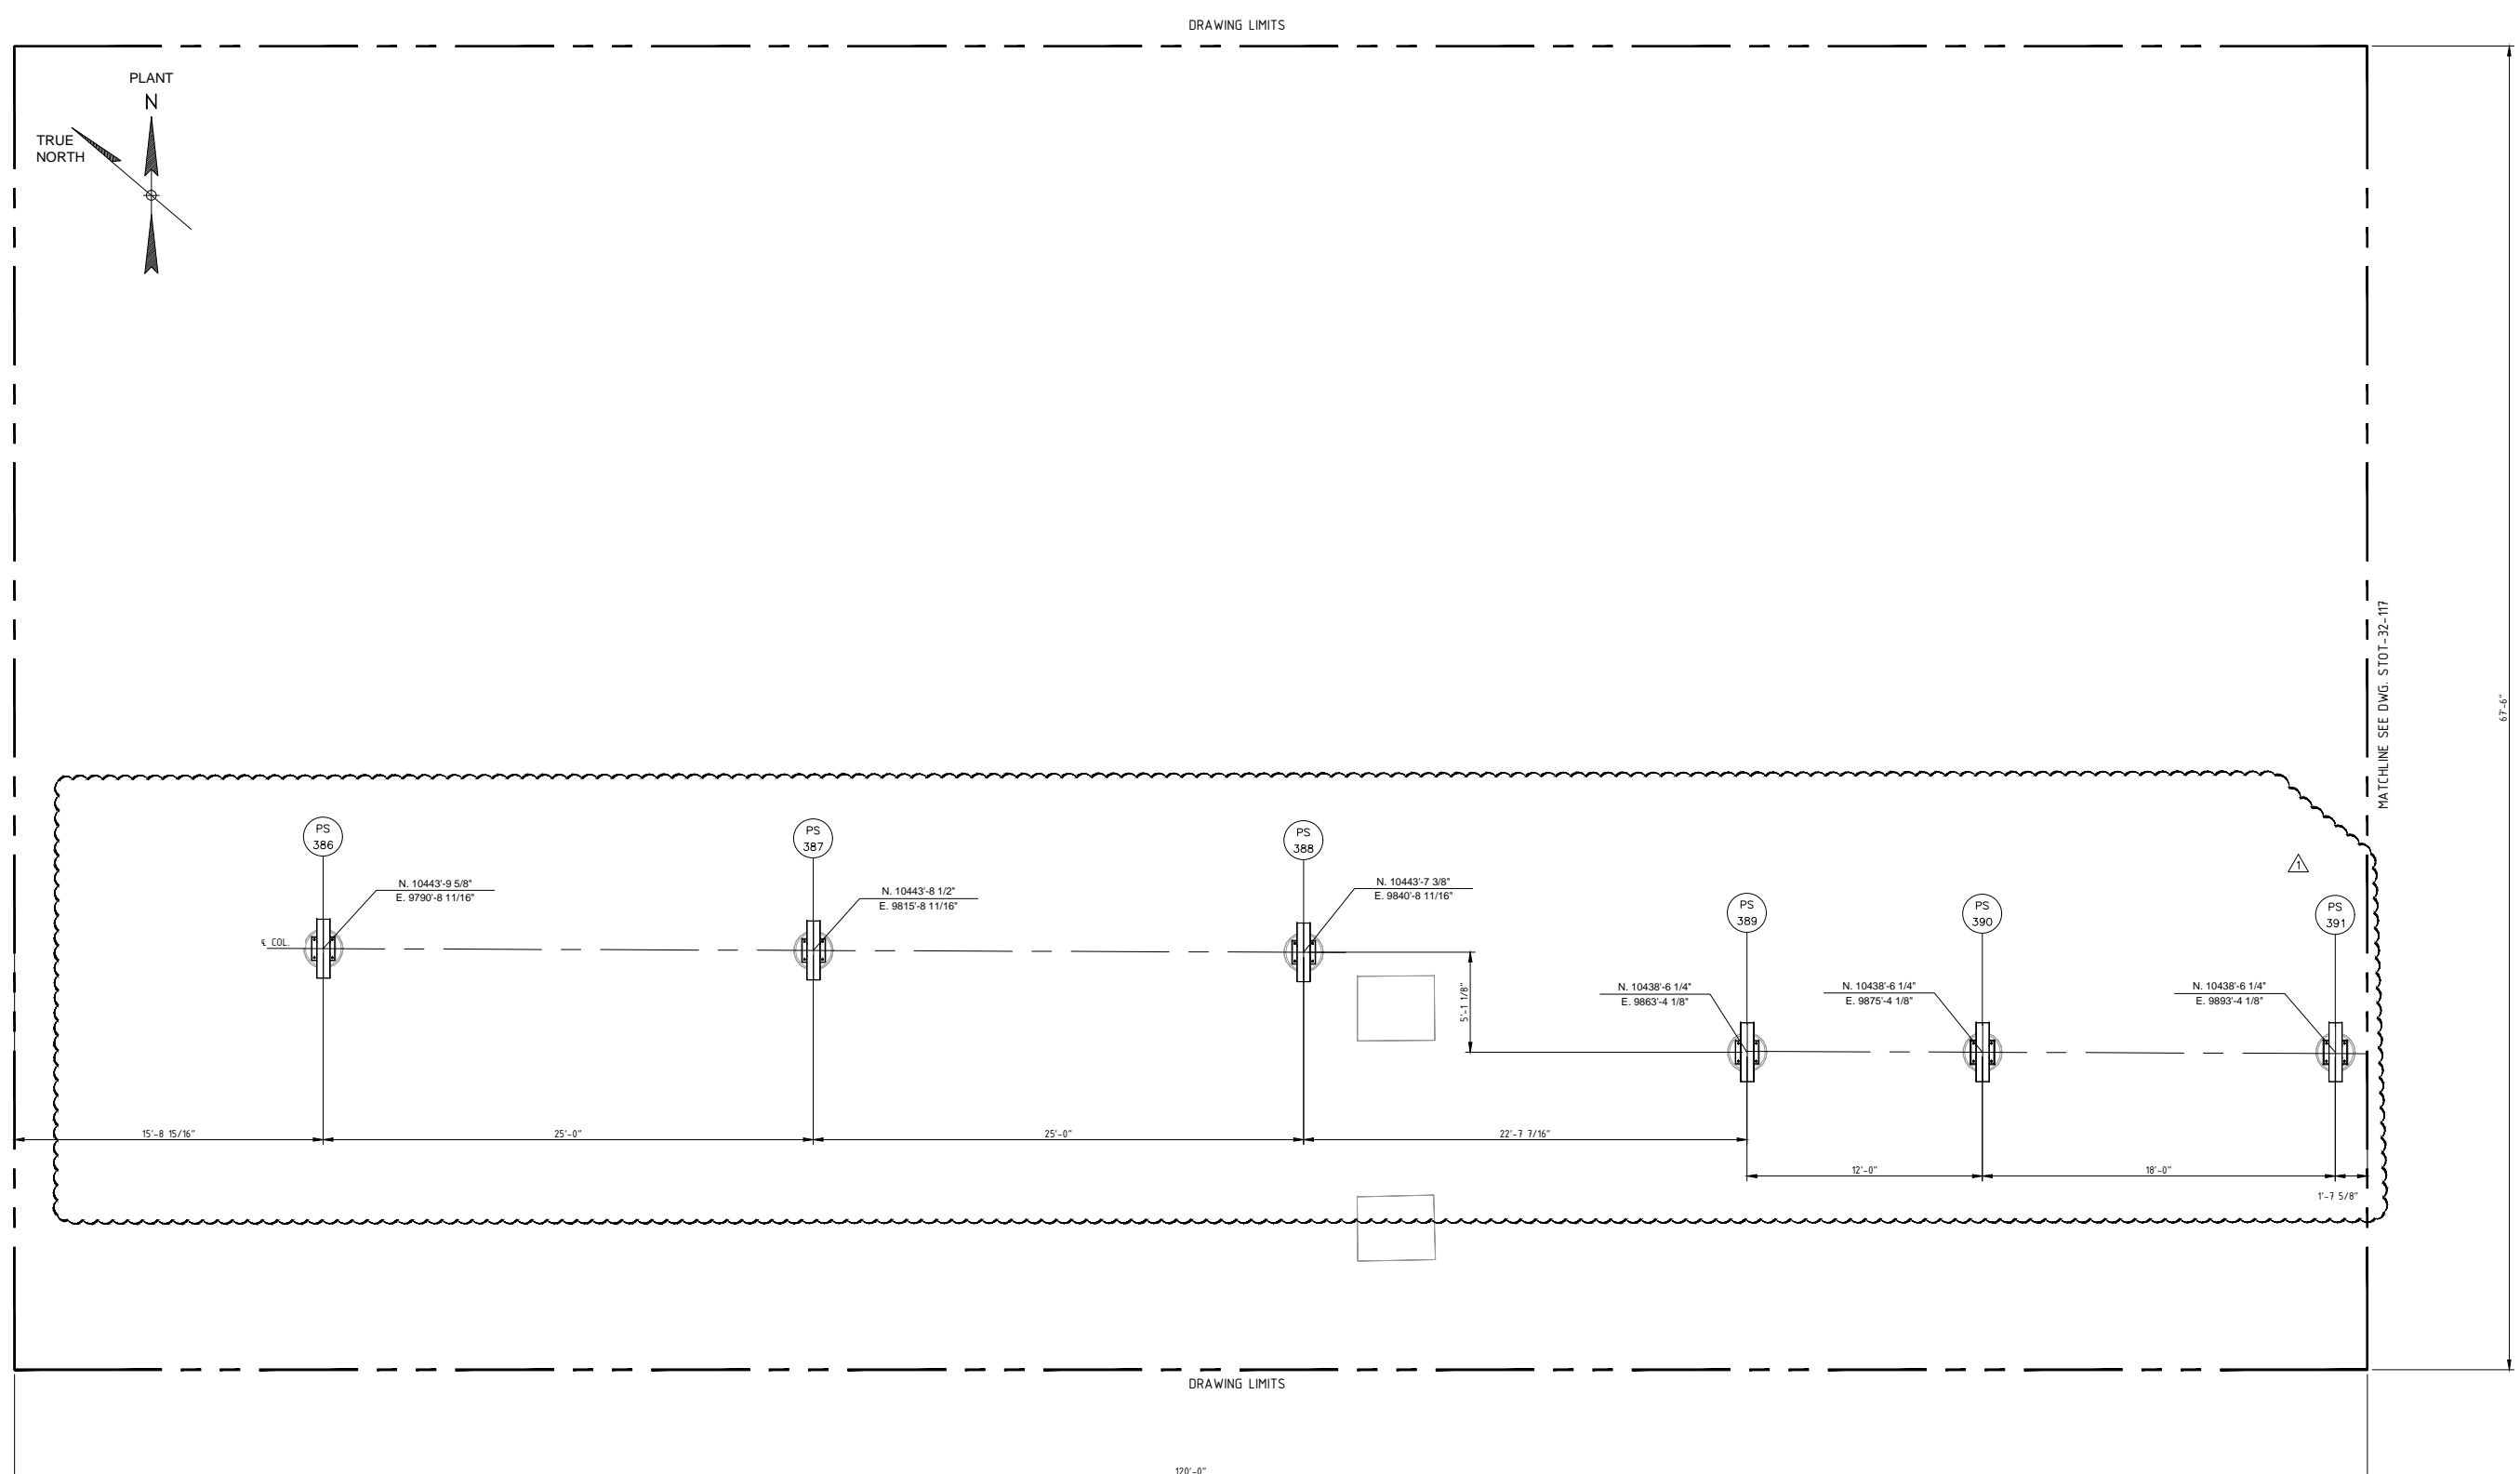 DRAWING LIMITS
PLANT
N
TRUE
NORTH
MATCHLINE SEE DWG. STOT-32-117
67'-6"
PS
386
PS
387
PS
388
PS
389
PS
390
PS
391
1
N. 10443'-9 5/8"
E. 9790'-8 11/16"
N. 10443'-8 1/2"
E. 9815'-8 11/16"
N. 10443'-7 3/8"
E. 9840'-8 11/16"
N. 10438'-6 1/4"
E. 9863'-4 1/8"
N. 10438'-6 1/4"
E. 9875'-4 1/8"
N. 10438'-6 1/4"
E. 9893'-4 1/8"
℄ COL.
5'-1 1/8"
15'-8 15/16"
25'-0"
25'-0"
22'-7 7/16"
12'-0"
18'-0"
1'-7 5/8"
DRAWING LIMITS
120'-0"